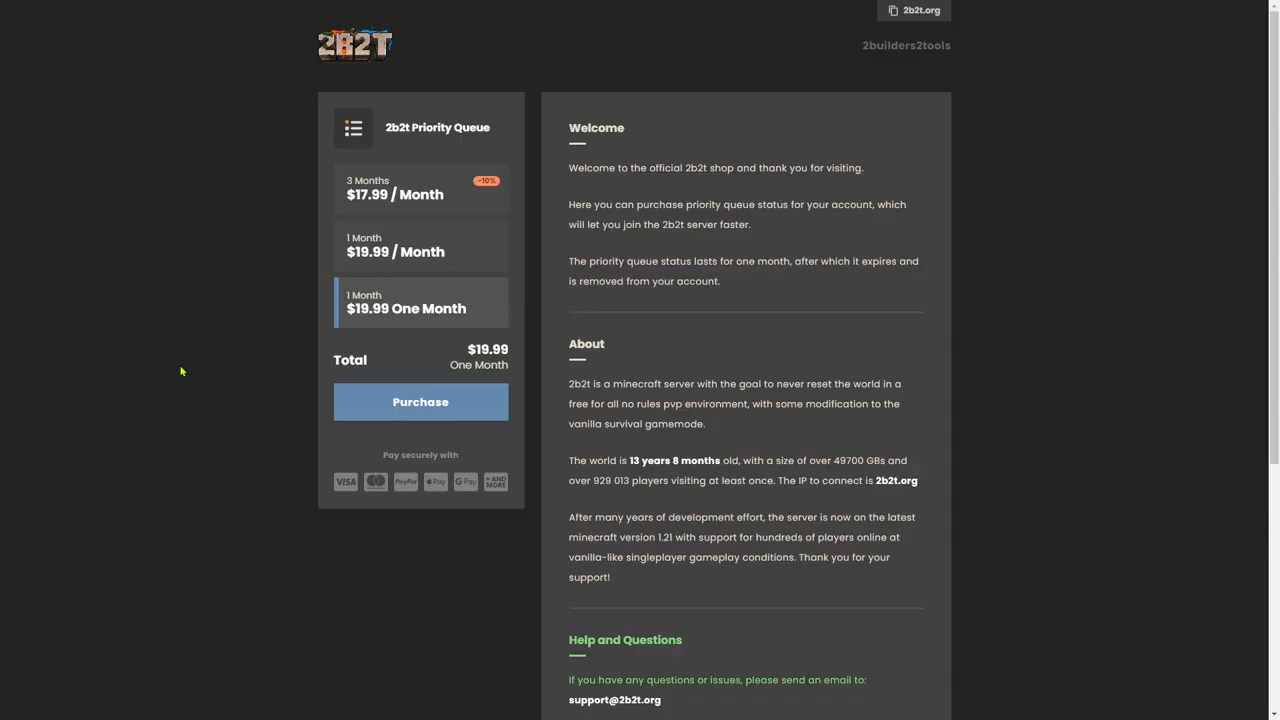 2b2t.org
2B2T
2builders2tools
2b2t Priority Queue
3 Months
-10%
$17.99 / Month
1 Month
$19.99 / Month
1 Month
$19.99 One Month
Total
$19.99
One Month
Purchase
Pay securely with
VISA
MasterCard
PayPal
Pay
G Pay
+AND
MORE
Welcome
Welcome to the official 2b2t shop and thank you for visiting.
Here you can purchase priority queue status for your account, which
will let you join the 2b2t server faster.
The priority queue status lasts for one month, after which it expires and
is removed from your account.
About
2b2t is a minecraft server with the goal to never reset the world in a
free for all no rules pvp environment, with some modification to the
vanilla survival gamemode.
The world is 13 years 8 months old, with a size of over 49700 GBs and
over 929 013 players visiting at least once. The IP to connect is 2b2t.org
After many years of development effort, the server is now on the latest
minecraft version 1.21 with support for hundreds of players online at
vanilla-like singleplayer gameplay conditions. Thank you for your
support!
Help and Questions
If you have any questions or issues, please send an email to:
support@2b2t.org